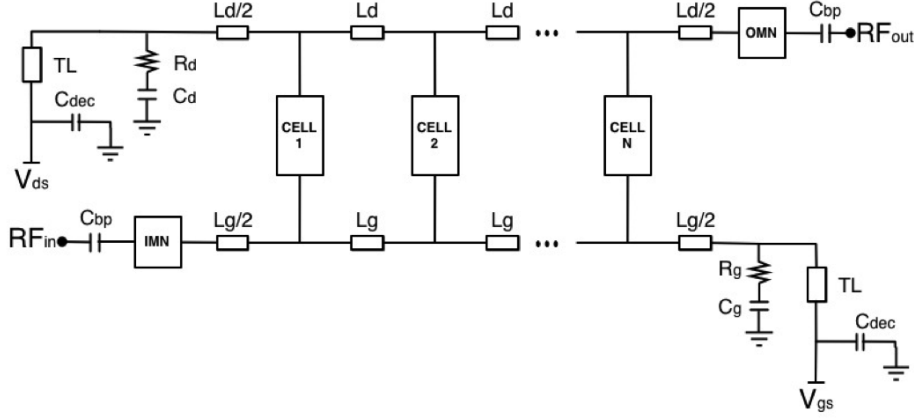 Ld/2 Ld Ld Ld/2 Cbp
OMN RFout
TL Rd
Cd
Cdec
CELL 1 CELL 2 CELL N
Vds
Cbp Lg/2 Lg Lg Lg/2
RFin IMN
Rg TL
Cg
Cdec
Vgs